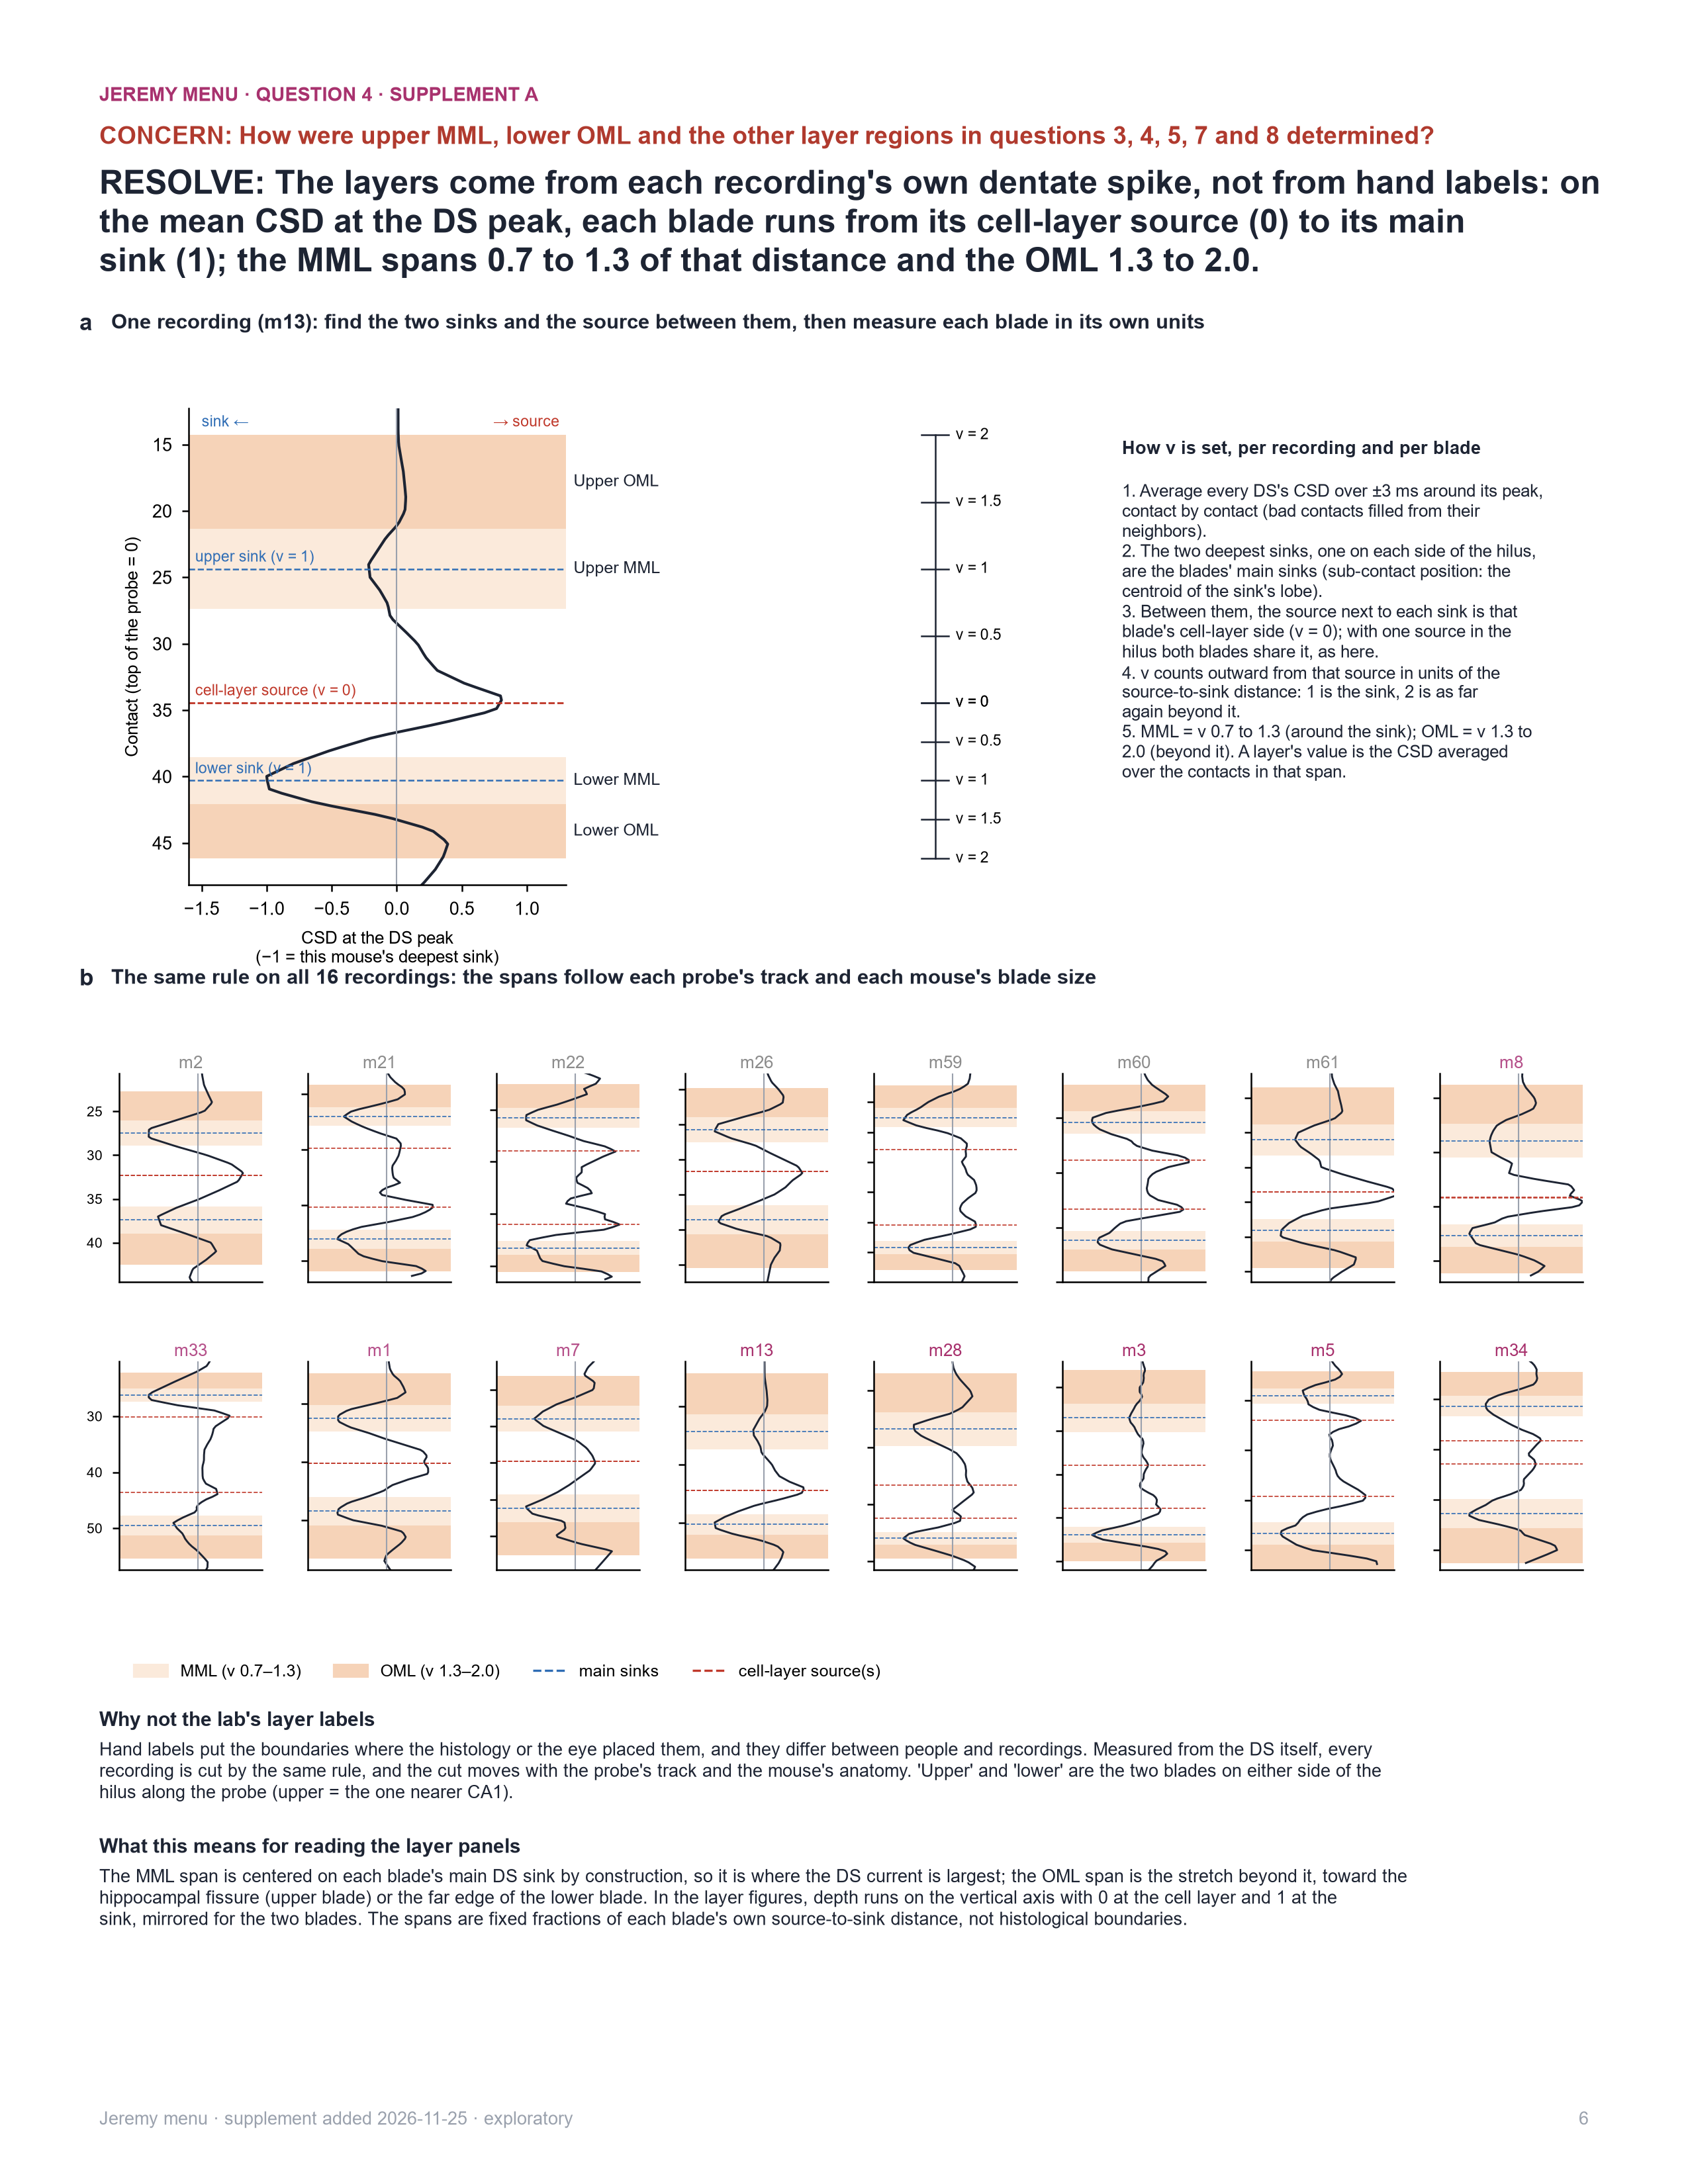 JEREMY MENU · QUESTION 4 · SUPPLEMENT A
CONCERN: How were upper MML, lower OML and the other layer regions in questions 3, 4, 5, 7 and 8 determined?
RESOLVE: The layers come from each recording's own dentate spike, not from hand labels: on
the mean CSD at the DS peak, each blade runs from its cell-layer source (0) to its main
sink (1); the MML spans 0.7 to 1.3 of that distance and the OML 1.3 to 2.0.
a One recording (m13): find the two sinks and the source between them, then measure each blade in its own units
sink ←
→ source
15
20
25
30
35
40
45
Contact (top of the probe = 0)
upper sink (v = 1)
cell-layer source (v = 0)
lower sink (v = 1)
Upper OML
Upper MML
Lower MML
Lower OML
−1.5 −1.0 −0.5 0.0 0.5 1.0
CSD at the DS peak
(−1 = this mouse's deepest sink)
v = 2
v = 1.5
v = 1
v = 0.5
v = 0
v = 0.5
v = 1
v = 1.5
v = 2
How v is set, per recording and per blade
1. Average every DS's CSD over ±3 ms around its peak,
contact by contact (bad contacts filled from their
neighbors).
2. The two deepest sinks, one on each side of the hilus,
are the blades' main sinks (sub-contact position: the
centroid of the sink's lobe).
3. Between them, the source next to each sink is that
blade's cell-layer side (v = 0); with one source in the
hilus both blades share it, as here.
4. v counts outward from that source in units of the
source-to-sink distance: 1 is the sink, 2 is as far
again beyond it.
5. MML = v 0.7 to 1.3 (around the sink); OML = v 1.3 to
2.0 (beyond it). A layer's value is the CSD averaged
over the contacts in that span.
b The same rule on all 16 recordings: the spans follow each probe's track and each mouse's blade size
m2 m21 m22 m26 m59 m60 m61 m8
25
30
35
40
m33 m1 m7 m13 m28 m3 m5 m34
30
40
50
MML (v 0.7–1.3) OML (v 1.3–2.0) main sinks cell-layer source(s)
Why not the lab's layer labels
Hand labels put the boundaries where the histology or the eye placed them, and they differ between people and recordings. Measured from the DS itself, every
recording is cut by the same rule, and the cut moves with the probe's track and the mouse's anatomy. 'Upper' and 'lower' are the two blades on either side of the
hilus along the probe (upper = the one nearer CA1).
What this means for reading the layer panels
The MML span is centered on each blade's main DS sink by construction, so it is where the DS current is largest; the OML span is the stretch beyond it, toward the
hippocampal fissure (upper blade) or the far edge of the lower blade. In the layer figures, depth runs on the vertical axis with 0 at the cell layer and 1 at the
sink, mirrored for the two blades. The spans are fixed fractions of each blade's own source-to-sink distance, not histological boundaries.
Jeremy menu · supplement added 2026-11-25 · exploratory
6